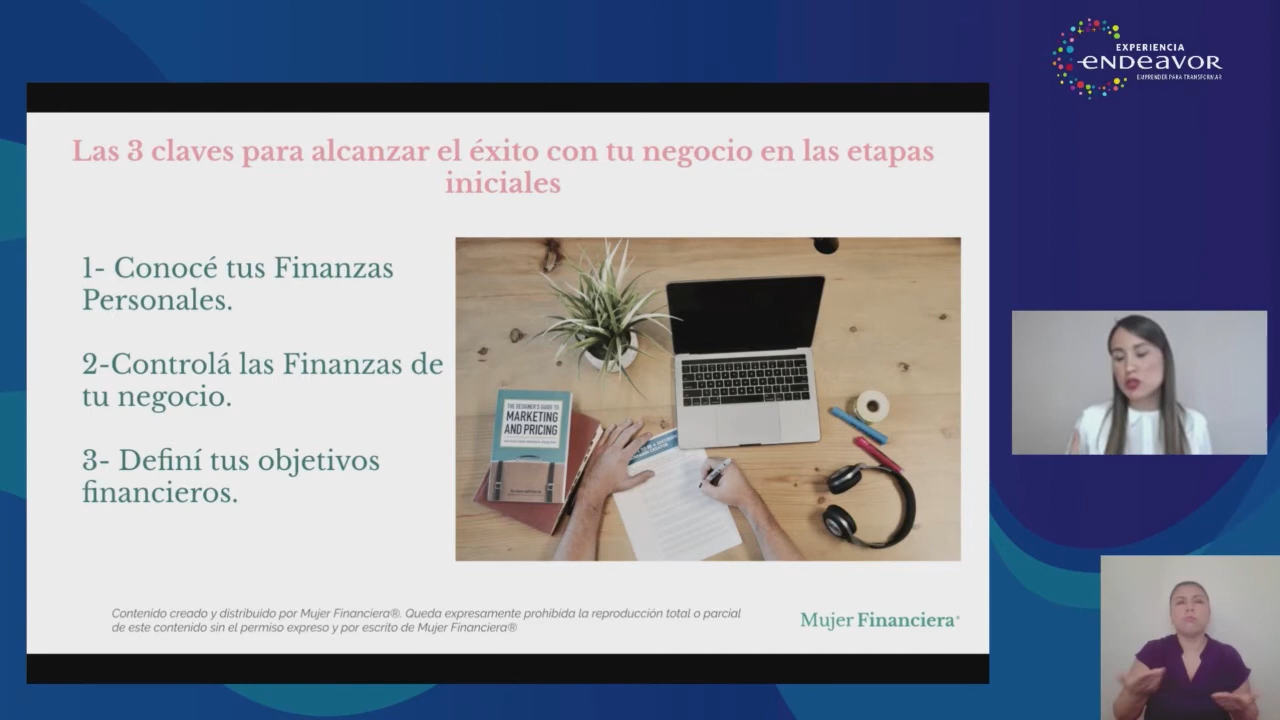 EXPERIENCIA
ENDEAVOR
EMPRENDER PARA TRANSFORMAR
Las 3 claves para alcanzar el éxito con tu negocio en las etapas
iniciales
1- Conocé tus Finanzas
Personales.
2-Controlá las Finanzas de
tu negocio.
3- Definí tus objetivos
financieros.
THE DESIGNER'S GUIDE TO
MARKETING
AND PRICING
Contenido creado y distribuido por Mujer Financiera®. Queda expresamente prohibida la reproducción total o parcial
de este contenido sin el permiso expreso y por escrito de Mujer Financiera®
Mujer Financiera®